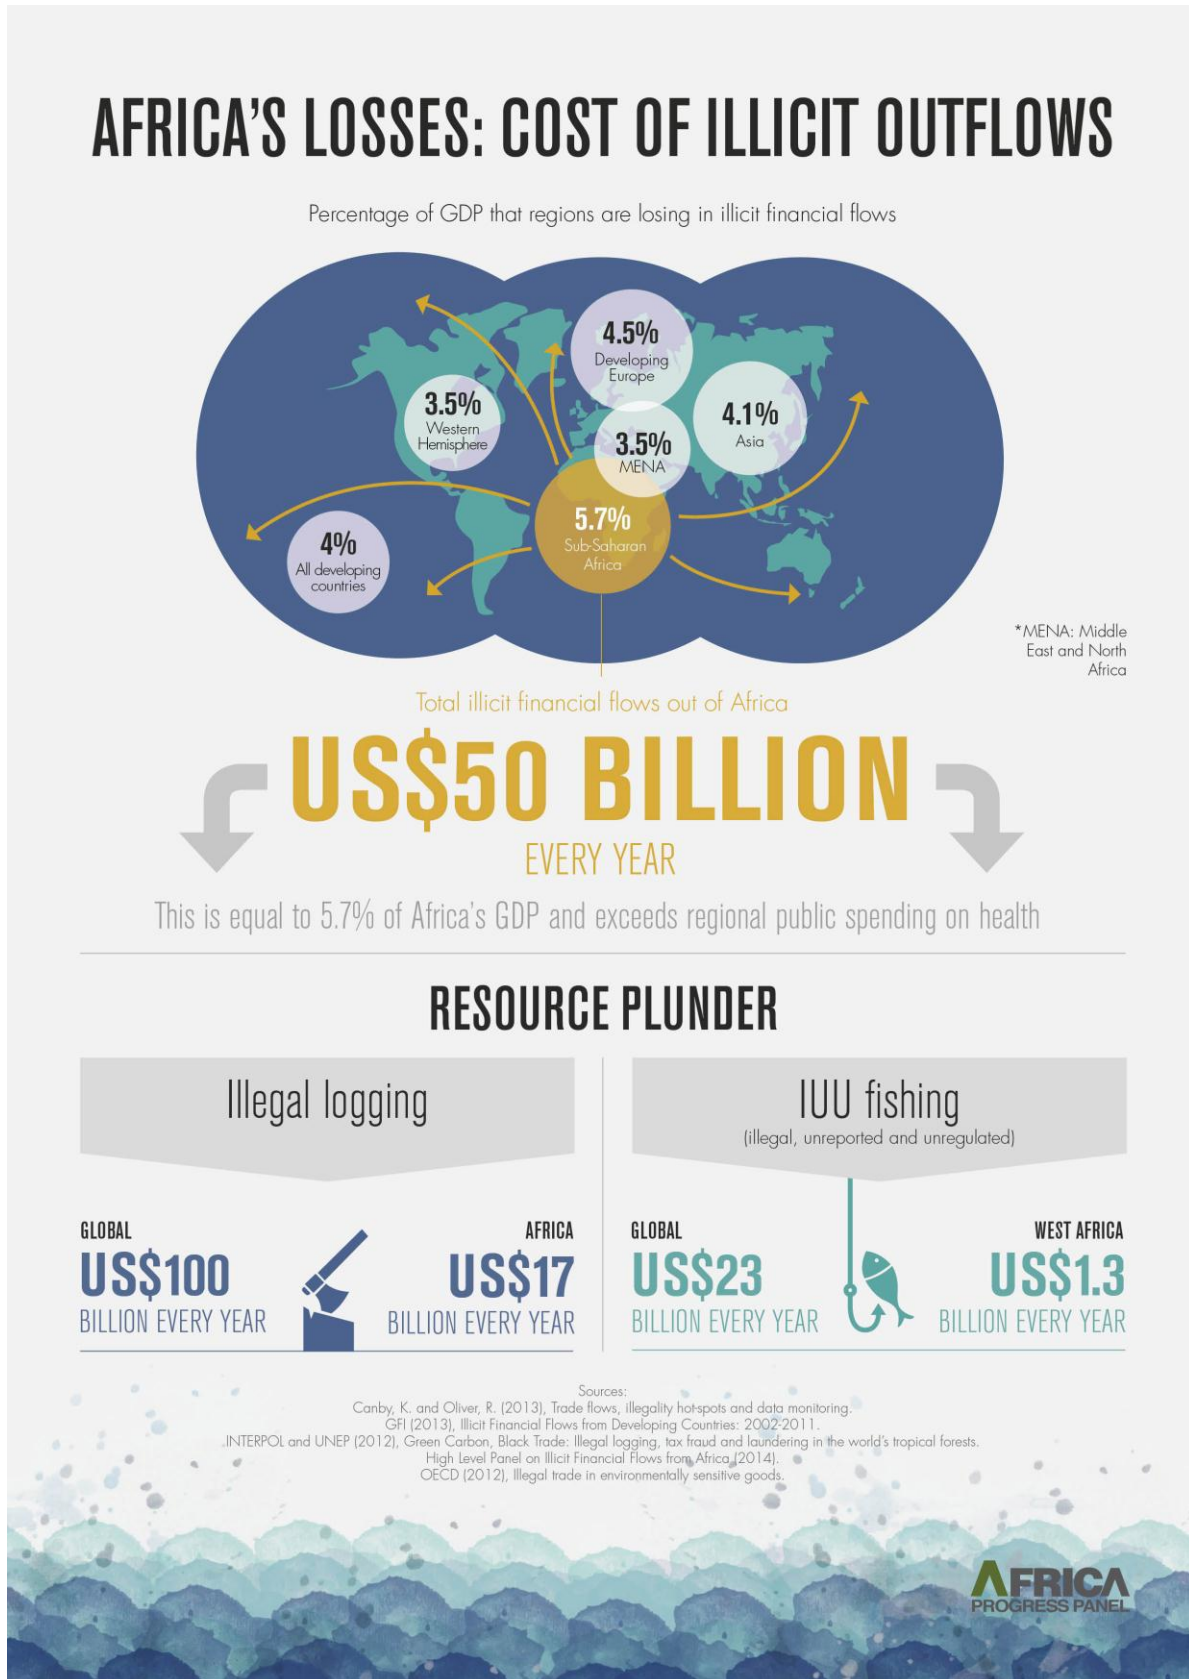 AFRICA'S LOSSES: COST OF ILLICIT OUTFLOWS
Percentage of GDP that regions are losing in illicit financial flows
4.5%
Developing
Europe
3.5%
Western
Hemisphere
4.1%
Asia
3.5%
MENA
5.7%
Sub-Saharan
Africa
4%
All developing
countries
*MENA: Middle
East and North
Africa
Total illicit financial flows out of Africa
US$50 BILLION
EVERY YEAR
This is equal to 5.7% of Africa's GDP and exceeds regional public spending on health
RESOURCE PLUNDER
Illegal logging
GLOBAL
US$100
BILLION EVERY YEAR
AFRICA
US$17
BILLION EVERY YEAR
IUU fishing
(illegal, unreported and unregulated)
GLOBAL
US$23
BILLION EVERY YEAR
WEST AFRICA
US$1.3
BILLION EVERY YEAR
Sources:
Canby, K. and Oliver, R. (2013), Trade flows, illegality hot-spots and data monitoring.
GFI (2013), Illicit Financial Flows from Developing Countries: 2002-2011.
INTERPOL and UNEP (2012), Green Carbon, Black Trade: Illegal logging, tax fraud and laundering in the world's tropical forests.
High Level Panel on Illicit Financial Flows from Africa (2014).
OECD (2012), Illegal trade in environmentally sensitive goods.
AFRICA
PROGRESS PANEL